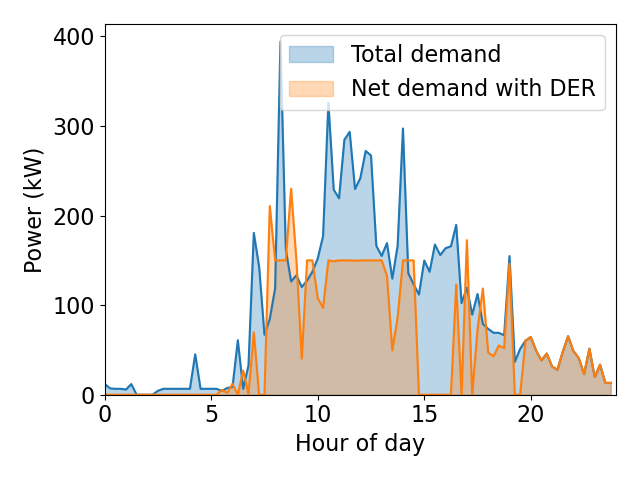 400
300
200
100
0
Power (kW)
Total demand
Net demand with DER
0 5 10 15 20
Hour of day